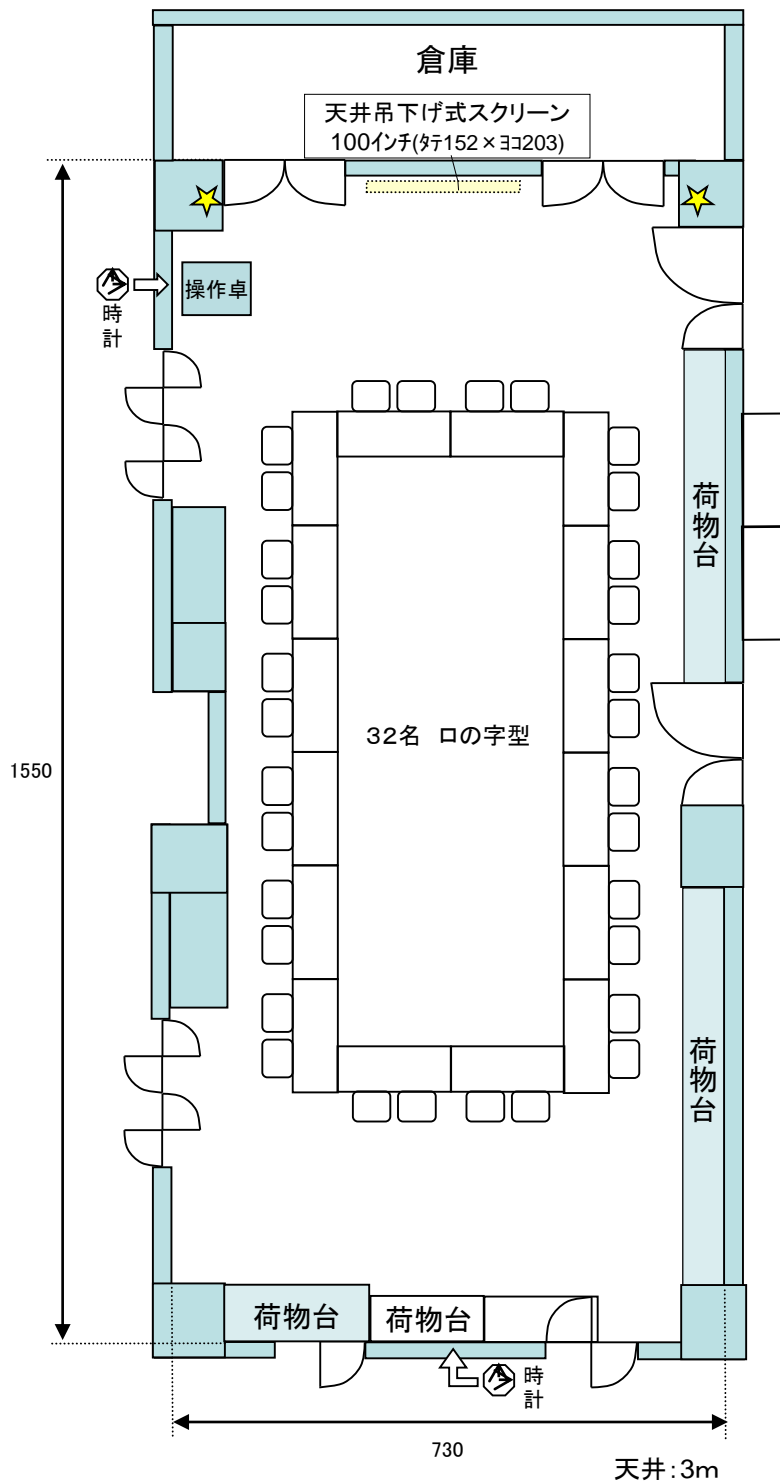 倉庫
天井吊下げ式スクリーン
100インチ(ﾀﾃ152×ﾖｺ203)
操作卓
時計
荷物台
32名 ロの字型
1550
荷物台
荷物台
荷物台
時計
730
天井:3m